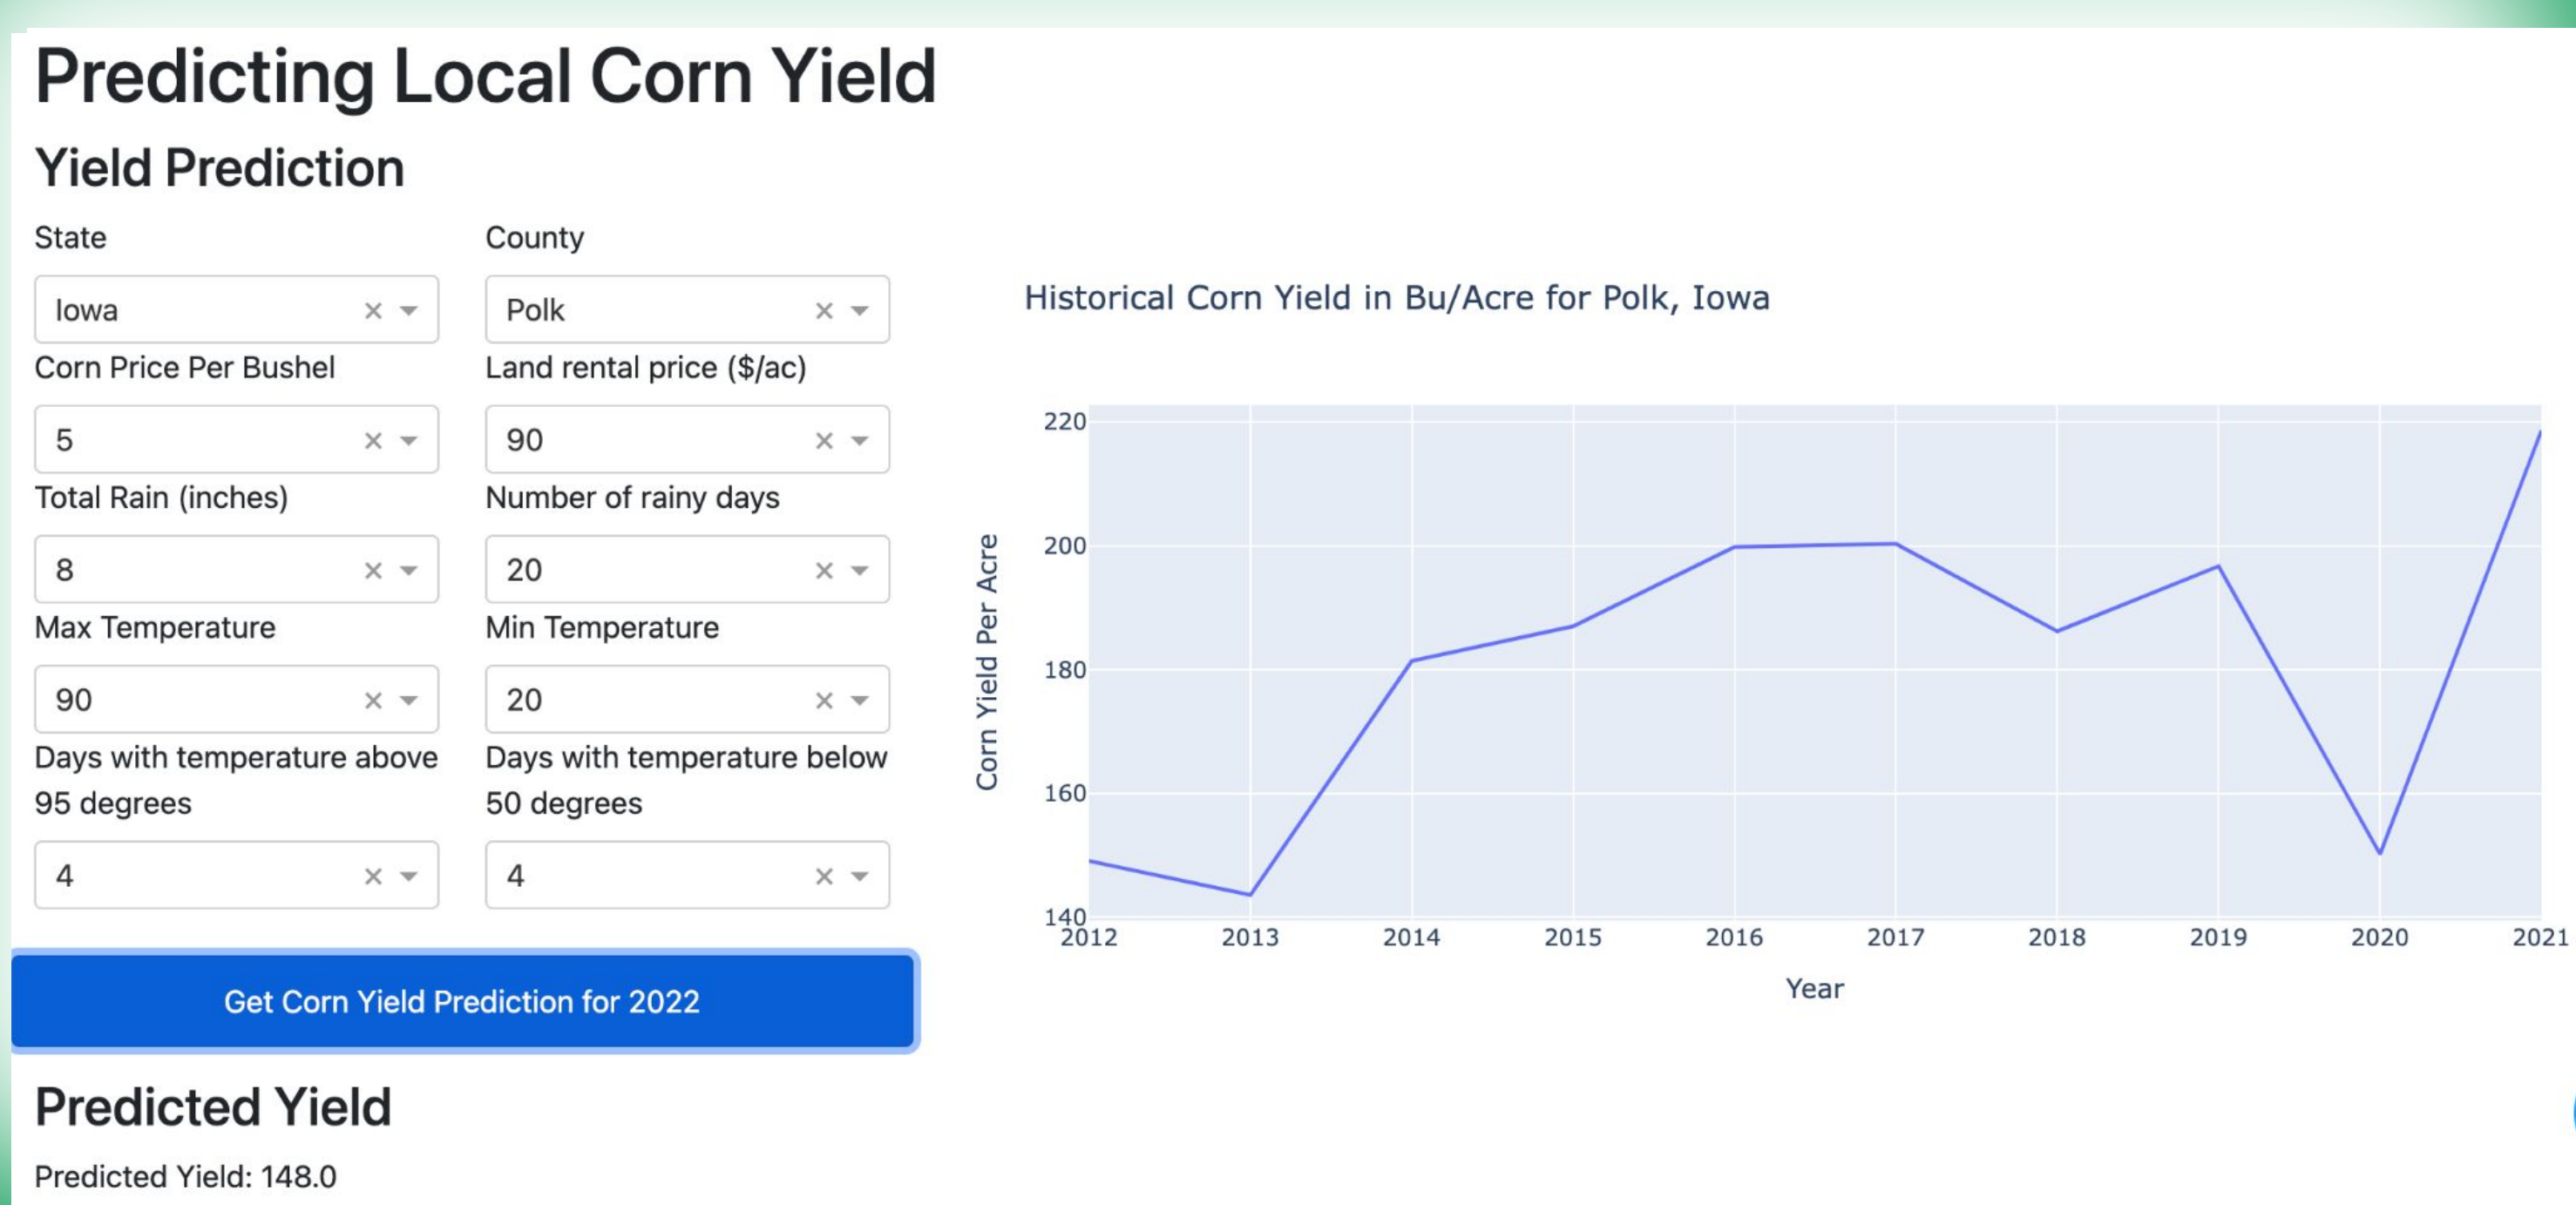 Predicting Local Corn Yield
Yield Prediction
State
County
Iowa
Polk
Corn Price Per Bushel
Land rental price ($/ac)
5
90
Total Rain (inches)
Number of rainy days
8
20
Max Temperature
Min Temperature
90
20
Days with temperature above
95 degrees
Days with temperature below
50 degrees
4
4
Get Corn Yield Prediction for 2022
Predicted Yield
Predicted Yield: 148.0
Historical Corn Yield in Bu/Acre for Polk, Iowa
Corn Yield Per Acre
220
200
180
160
140
2012 2013 2014 2015 2016 2017 2018 2019 2020 2021
Year